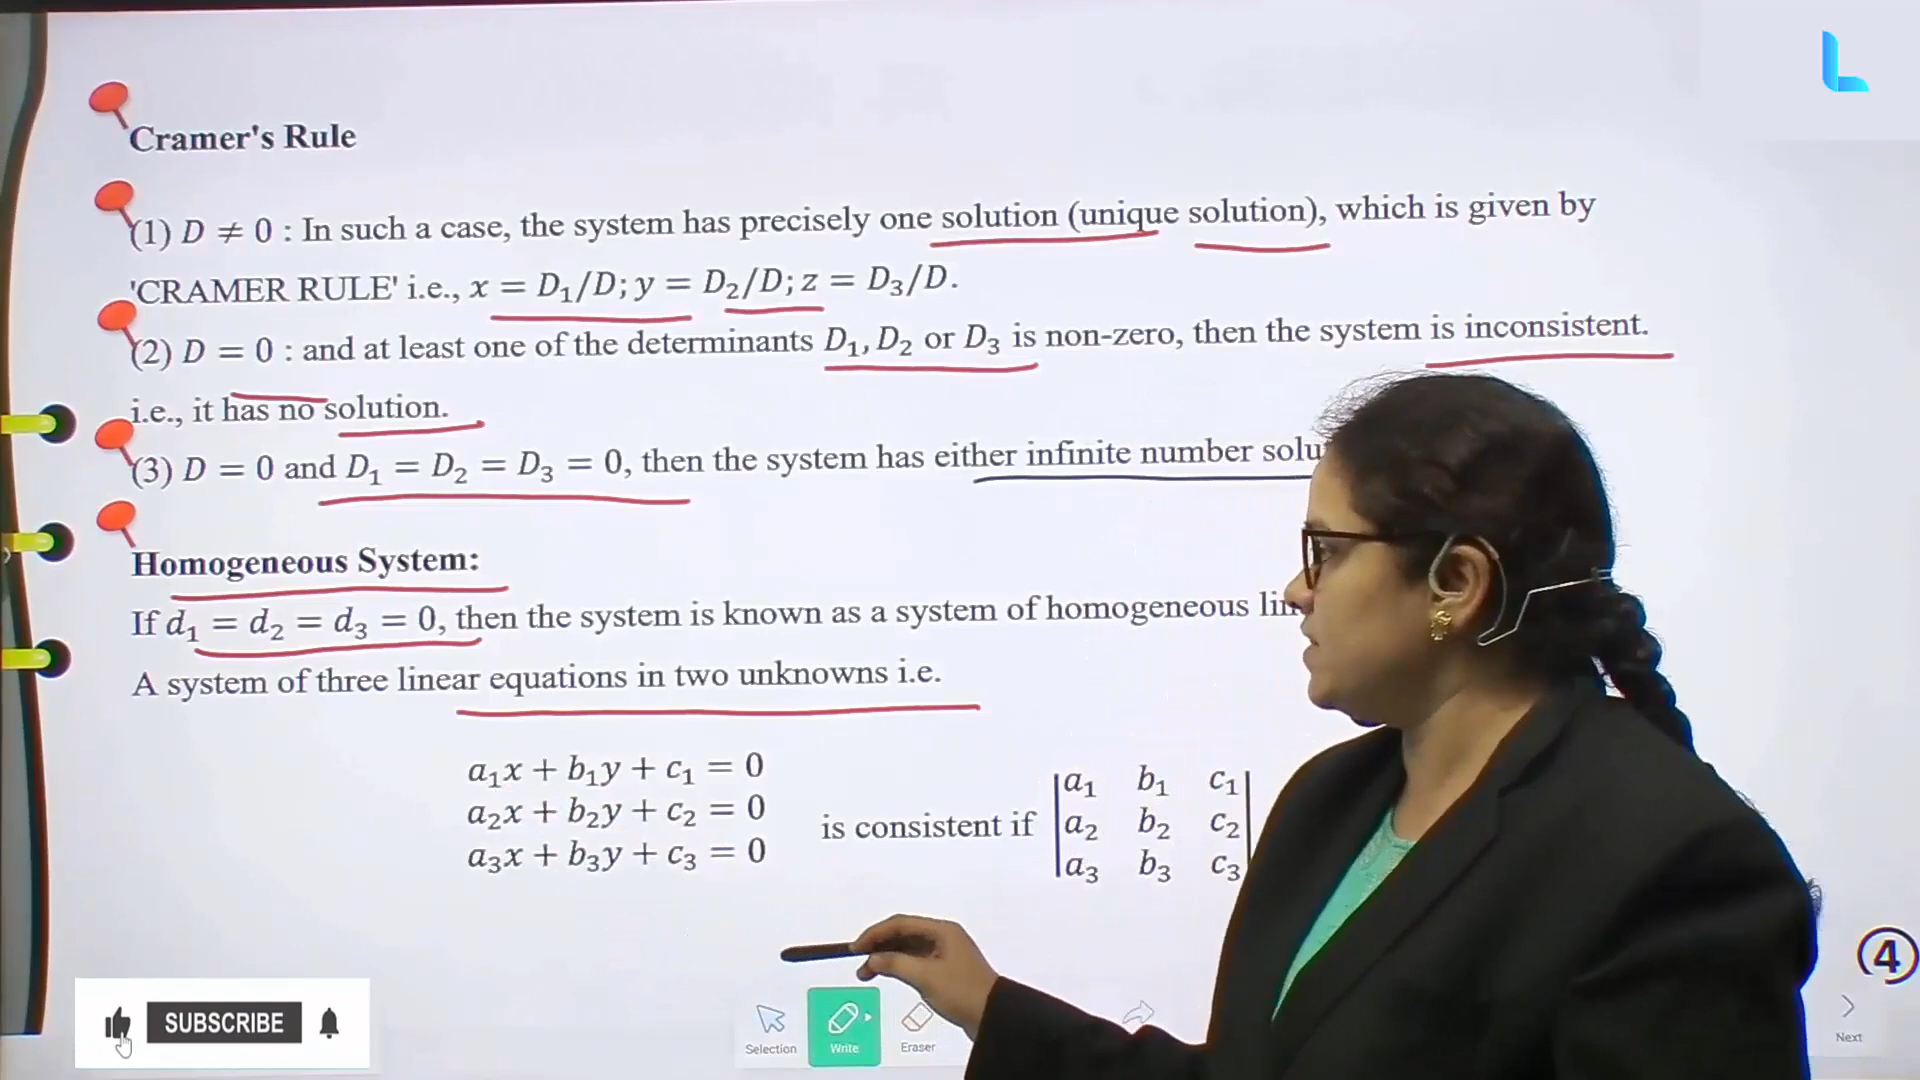 Cramer's Rule
(1) D ≠ 0 : In such a case, the system has precisely one solution (unique solution), which is given by
'CRAMER RULE' i.e., x = D₁/D; y = D₂/D; z = D₃/D.
(2) D = 0 : and at least one of the determinants D₁, D₂ or D₃ is non-zero, then the system is inconsistent.
i.e., it has no solution.
(3) D = 0 and D₁ = D₂ = D₃ = 0, then the system has either infinite number
Homogeneous System:
If d₁ = d₂ = d₃ = 0, then the system is known as a system of homogeneous
A system of three linear equations in two unknowns i.e.
a₁x + b₁y + c₁ = 0
a₂x + b₂y + c₂ = 0
a₃x + b₃y + c₃ = 0
is consistent if
a₁ b₁ c₁
a₂ b₂ c₂
a₃ b₃ c₃
4
SUBSCRIBE
Selection
Write
Eraser
Next